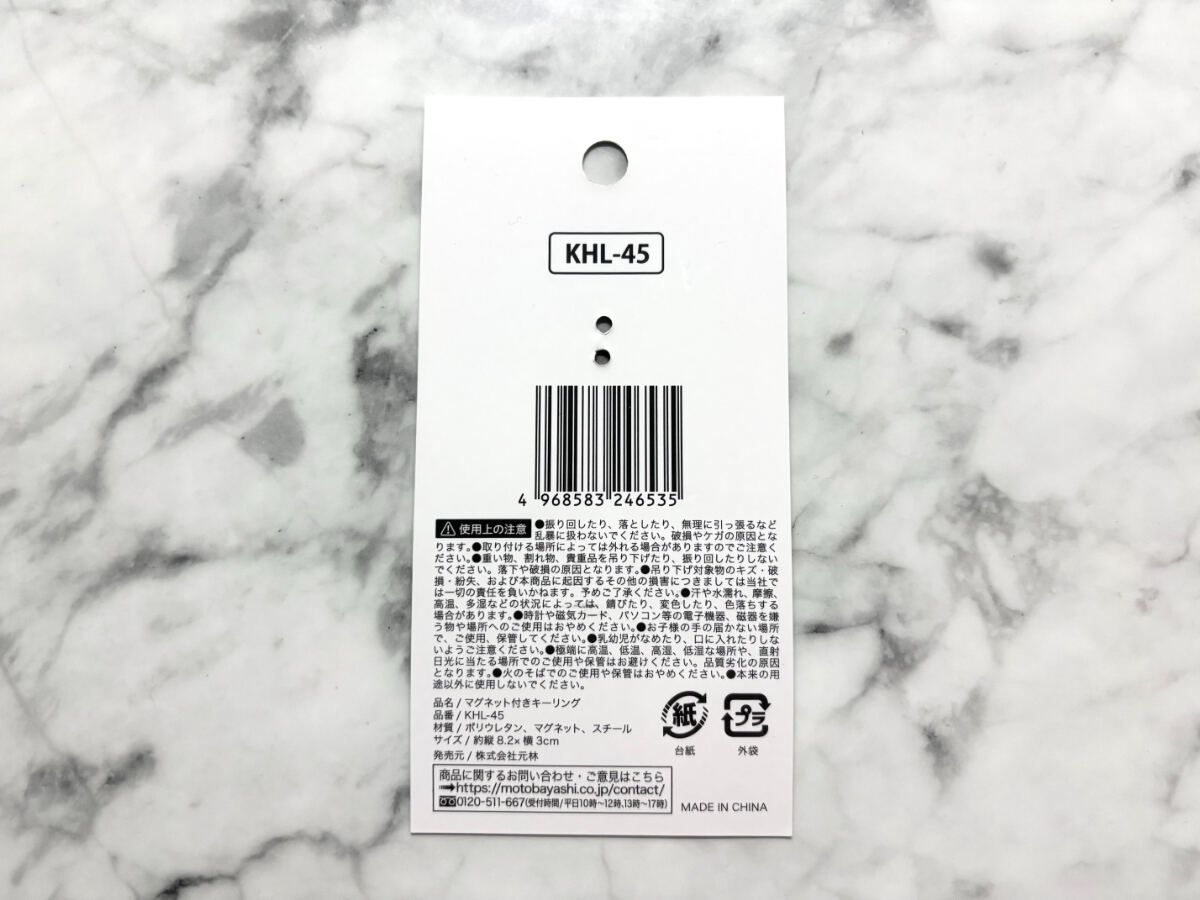 KHL-45
4 968583 246535
⚠ 使用上の注意 ●振り回したり、落としたり、無理に引っ張るなど
乱暴に扱わないでください。破損やケガの原因とな
ります。●取り付ける場所によっては外れる場合がありますのでご注意く
ださい。●重い物、割れ物、貴重品を吊り下げたり、振り回したりしない
でください。落下や破損の原因となります。●吊り下げ対象物のキズ・破
損・紛失、および本商品に起因するその他の損害につきましては当社で
は一切の責任を負いかねます。予めご了承ください。●汗や水濡れ、摩擦、
高温、多湿などの状況によっては、錆びたり、変色したり、色落ちする
場合があります。●時計や磁気カード、パソコン等の電子機器、磁器を嫌
う物や場所へのご使用はおやめください。●お子様の手の届かない場所
で、ご使用、保管してください。●乳幼児がなめたり、口に入れたりしな
いようご注意ください。●極端に高温、低温、高湿、低湿な場所や、直射
日光に当たる場所でのご使用や保管はお避けください。品質劣化の原因
となります。●火のそばでのご使用や保管はおやめください。●本来の用
途以外に使用しないでください。
品名 / マグネット付きキーリング
品番 / KHL-45
材質 / ポリウレタン、マグネット、スチール
サイズ / 約縦 8.2× 横 3cm
発売元 / 株式会社元林
紙
台紙
プラ
外袋
商品に関するお問い合わせ・ご意見はこちら
➡https://motobayashi.co.jp/contact/
0120-511-667(受付時間/平日10時〜12時、13時〜17時)
MADE IN CHINA